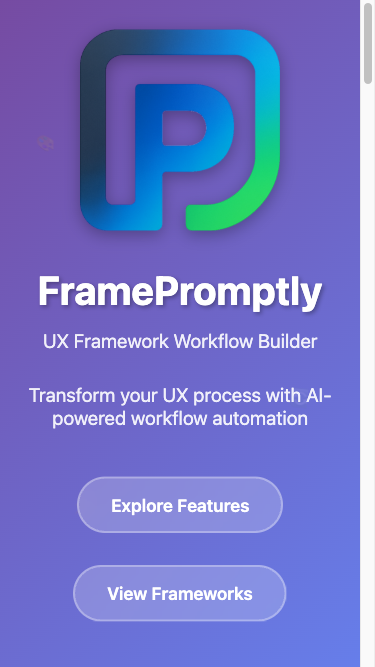 P
FramePromptly
UX Framework Workflow Builder
Transform your UX process with AI-
powered workflow automation
Explore Features
View Frameworks